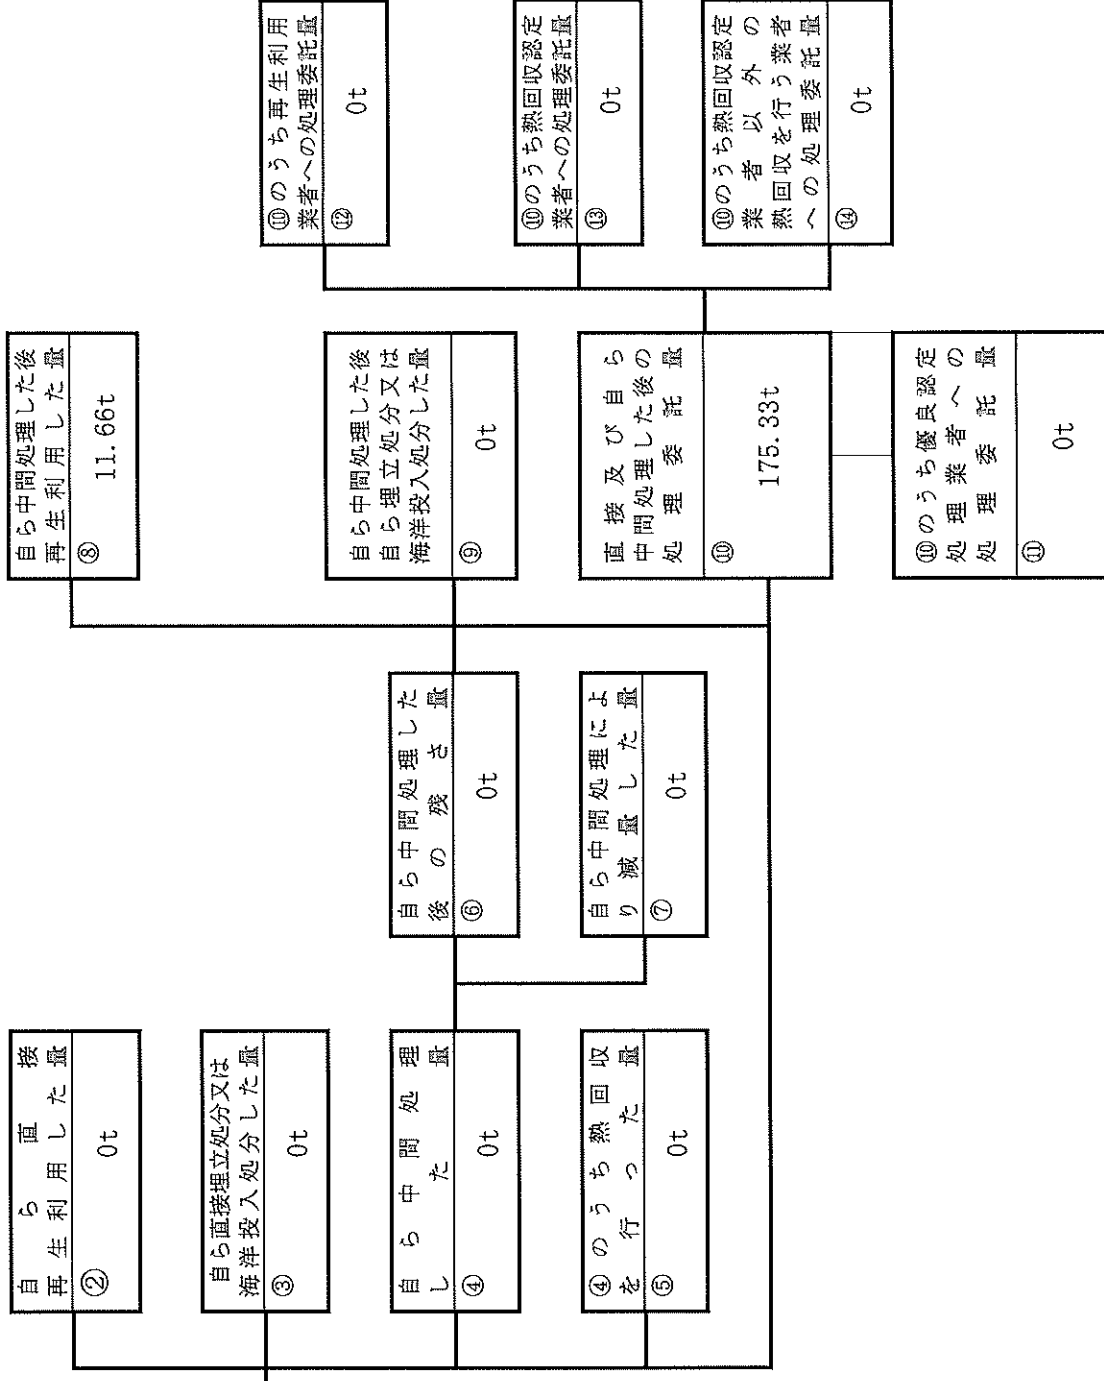 自ら直接
再生利用した量
②
0t
自ら直接埋立処分又は
海洋投入処分した量
③
0t
自ら中間処理
した量
④
0t
④のうち熱回収
を行った量
⑤
0t
自ら中間処理した
後の残さ量
⑥
0t
自ら中間処理によ
り減量した量
⑦
0t
自ら中間処理した後
再生利用した量
⑧
11.66t
自ら中間処理した後
自ら埋立処分又は
海洋投入処分した量
⑨
0t
直接及び自ら
中間処理した後の
処理委託量
⑩
175.33t
⑩のうち優良認定
処理業者への
処理委託量
⑪
0t
⑩のうち再生利用
業者への処理委託量
⑫
0t
⑩のうち熱回収認定
業者への処理委託量
⑬
0t
⑩のうち熱回収認定
業者以外の
熱回収を行う業者
への処理委託量
⑭
0t